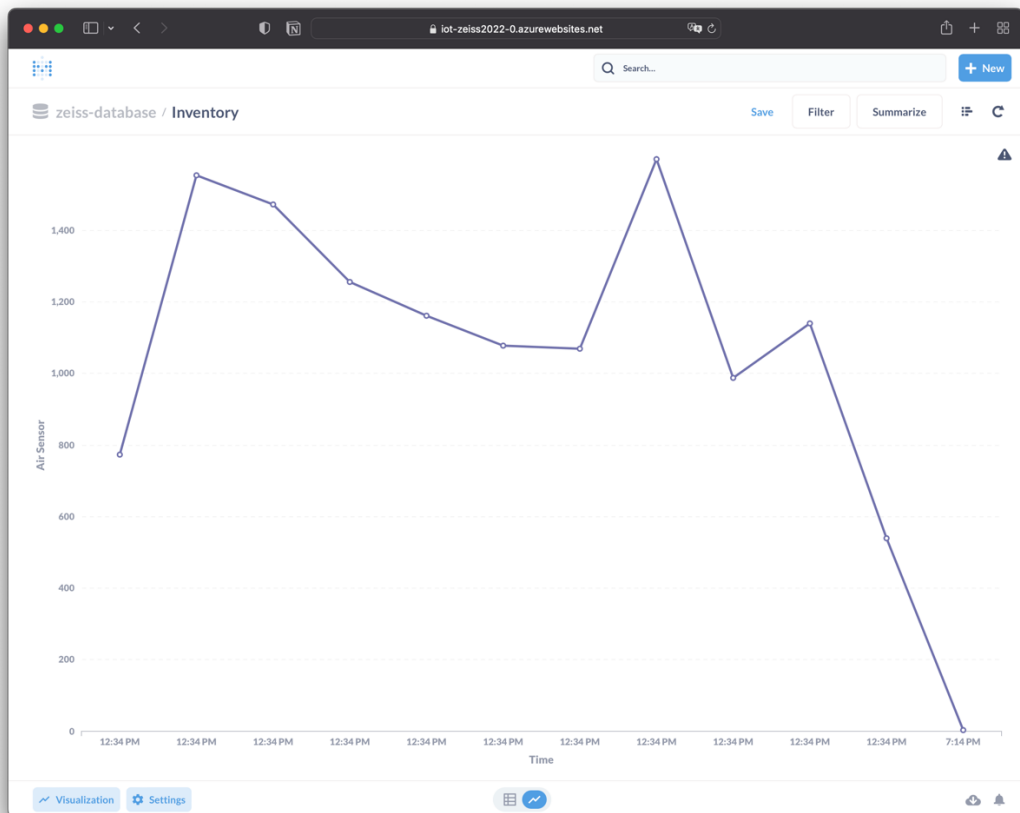 iot-zeiss2022-0.azurewebsites.net
Search...
+ New
zeiss-database / Inventory
Save
Filter
Summarize
1,400
1,200
1,000
800
600
400
200
0
Air Sensor
12:34 PM 12:34 PM 12:34 PM 12:34 PM 12:34 PM 12:34 PM 12:34 PM 12:34 PM 12:34 PM 12:34 PM 12:34 PM 7:14 PM
Time
Visualization
Settings